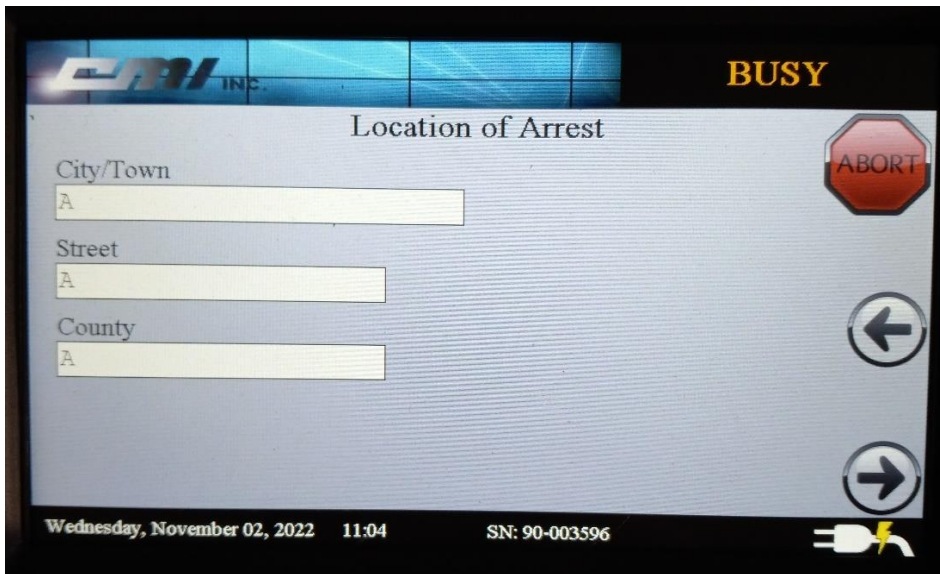 CMI INC.
BUSY
Location of Arrest
ABORT
City/Town
A
Street
A
County
A
Wednesday, November 02, 2022 11:04 SN: 90-003596